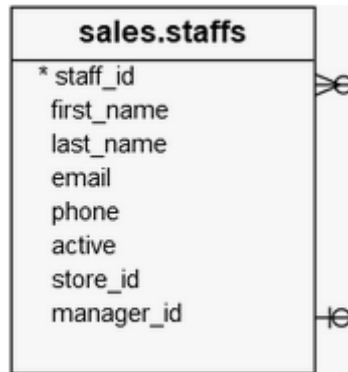 sales.staffs
* staff_id
first_name
last_name
email
phone
active
store_id
manager_id